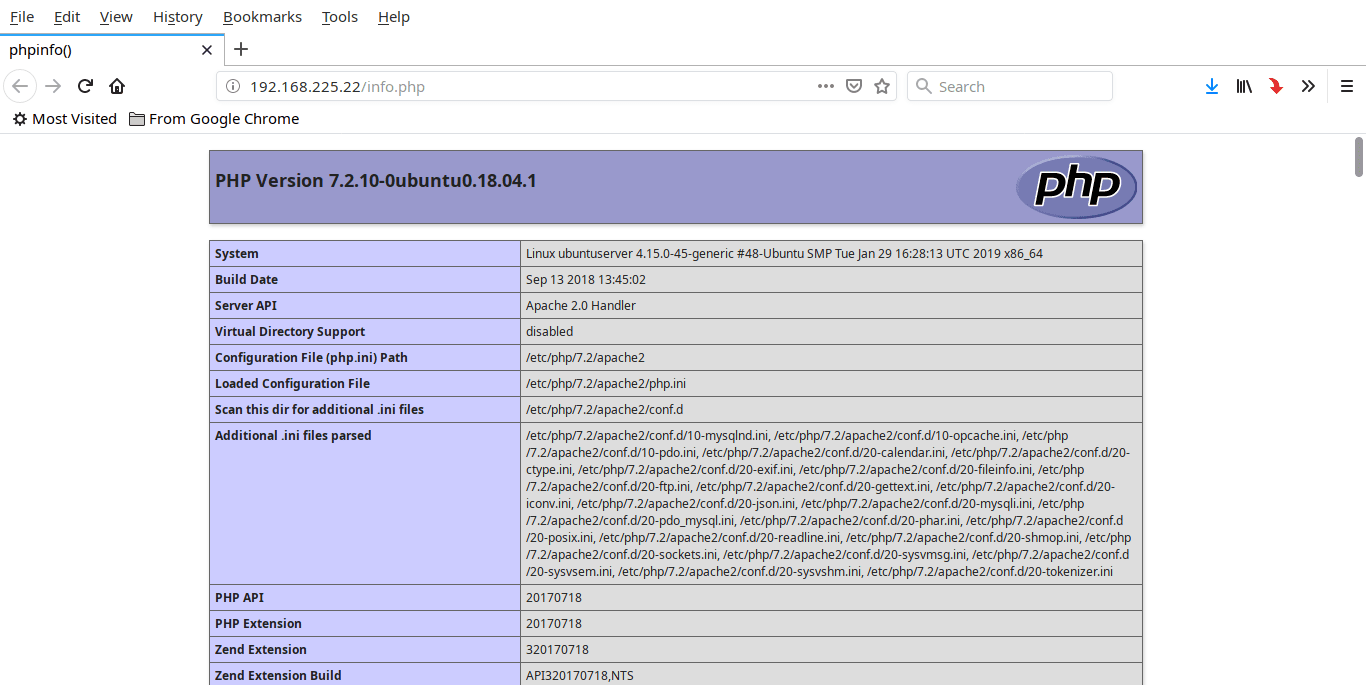 File Edit View History Bookmarks Tools Help
phpinfo()
192.168.225.22/info.php
Search
Most Visited From Google Chrome
PHP Version 7.2.10-0ubuntu0.18.04.1
php
System Linux ubuntuserver 4.15.0-45-generic #48-Ubuntu SMP Tue Jan 29 16:28:13 UTC 2019 x86_64
Build Date Sep 13 2018 13:45:02
Server API Apache 2.0 Handler
Virtual Directory Support disabled
Configuration File (php.ini) Path /etc/php/7.2/apache2
Loaded Configuration File /etc/php/7.2/apache2/php.ini
Scan this dir for additional .ini files /etc/php/7.2/apache2/conf.d
Additional .ini files parsed /etc/php/7.2/apache2/conf.d/10-mysqlnd.ini, /etc/php/7.2/apache2/conf.d/10-opcache.ini, /etc/php
/7.2/apache2/conf.d/10-pdo.ini, /etc/php/7.2/apache2/conf.d/20-calendar.ini, /etc/php/7.2/apache2/conf.d/20-
ctype.ini, /etc/php/7.2/apache2/conf.d/20-exif.ini, /etc/php/7.2/apache2/conf.d/20-fileinfo.ini, /etc/php
/7.2/apache2/conf.d/20-ftp.ini, /etc/php/7.2/apache2/conf.d/20-gettext.ini, /etc/php/7.2/apache2/conf.d/20-
iconv.ini, /etc/php/7.2/apache2/conf.d/20-json.ini, /etc/php/7.2/apache2/conf.d/20-mysqli.ini, /etc/php
/7.2/apache2/conf.d/20-pdo_mysql.ini, /etc/php/7.2/apache2/conf.d/20-phar.ini, /etc/php/7.2/apache2/conf.d
/20-posix.ini, /etc/php/7.2/apache2/conf.d/20-readline.ini, /etc/php/7.2/apache2/conf.d/20-shmop.ini, /etc/php
/7.2/apache2/conf.d/20-sockets.ini, /etc/php/7.2/apache2/conf.d/20-sysvmsg.ini, /etc/php/7.2/apache2/conf.d
/20-sysvsem.ini, /etc/php/7.2/apache2/conf.d/20-sysvshm.ini, /etc/php/7.2/apache2/conf.d/20-tokenizer.ini
PHP API 20170718
PHP Extension 20170718
Zend Extension 320170718
Zend Extension Build API320170718,NTS